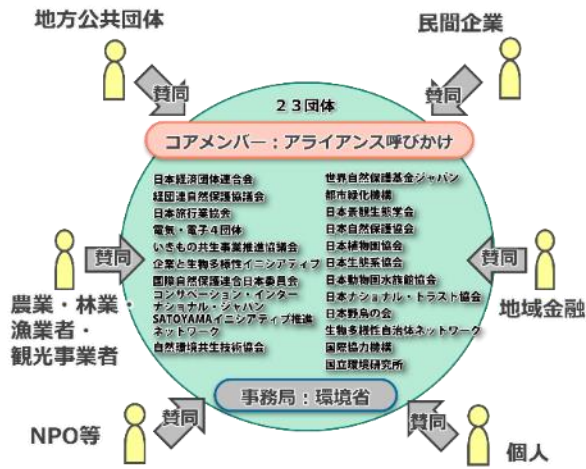 地方公共団体
民間企業
賛同
賛同
23団体
コアメンバー：アライアンス呼びかけ
日本経済団体連合会
経団連自然保護協議会
日本旅行業協会
電気・電子4団体
いきもの共生事業推進協議会
企業と生物多様性イニシアティブ
国際自然保護連合日本委員会
コンサベーション・インター
ナショナル・ジャパン
SATOYAMAイニシアティブ推進
ネットワーク
自然環境共生技術協会
世界自然保護基金ジャパン
都市緑化機構
日本景観生態学会
日本自然保護協会
日本植物園協会
日本生態系協会
日本動物園水族館協会
日本ナショナル・トラスト協会
日本野鳥の会
生物多様性自治体ネットワーク
国際協力機構
国立環境研究所
賛同
賛同
農業・林業・
漁業者・
観光事業者
地域金融
事務局：環境省
賛同
賛同
NPO等
個人